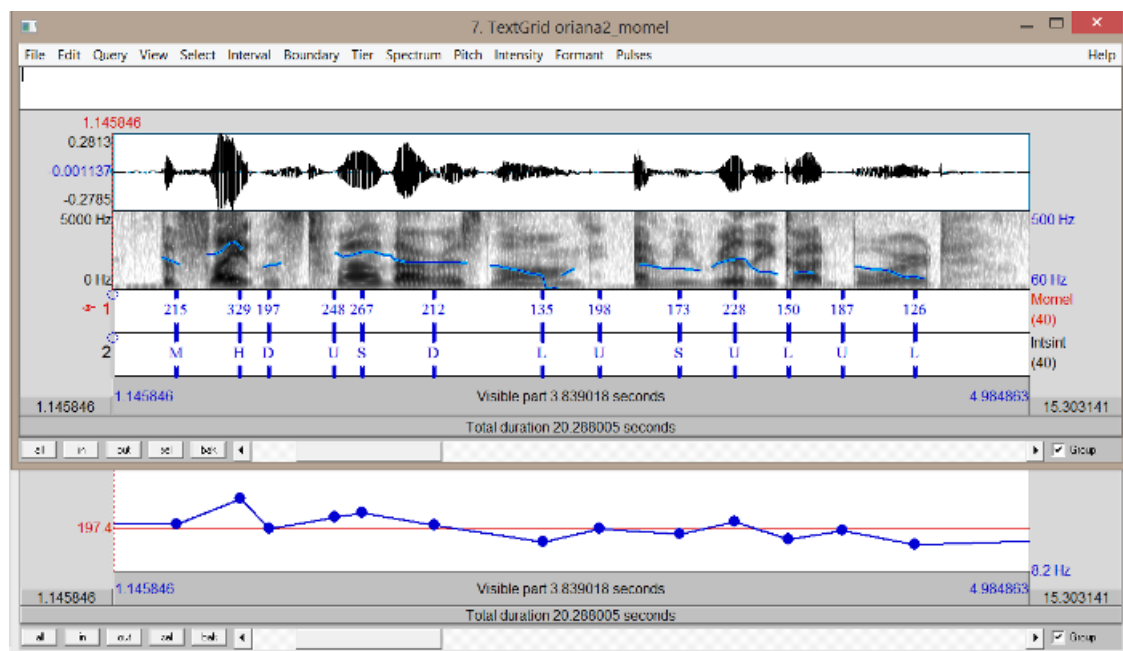 7. TextGrid oriana2_momel
File Edit Query View Select Interval Boundary Tier Spectrum Pitch Intensity Formant Pulses Help
1.145846
0.2813
-0.001137
-0.2785
5000 Hz 500 Hz
0 Hz 60 Hz
1 215 329 197 248 267 212 135 198 173 228 150 187 126 Momel (40)
2 M H D U S D L U S U L U L Intsint (40)
1.145846 Visible part 3.839018 seconds 4.984863
1.145846 15.303141
Total duration 20.288005 seconds
all in out sel bak Group
197.4
8.2 Hz
1.145846 Visible part 3.839018 seconds 4.984863
1.145846 15.303141
Total duration 20.288005 seconds
all in out sel bak Group